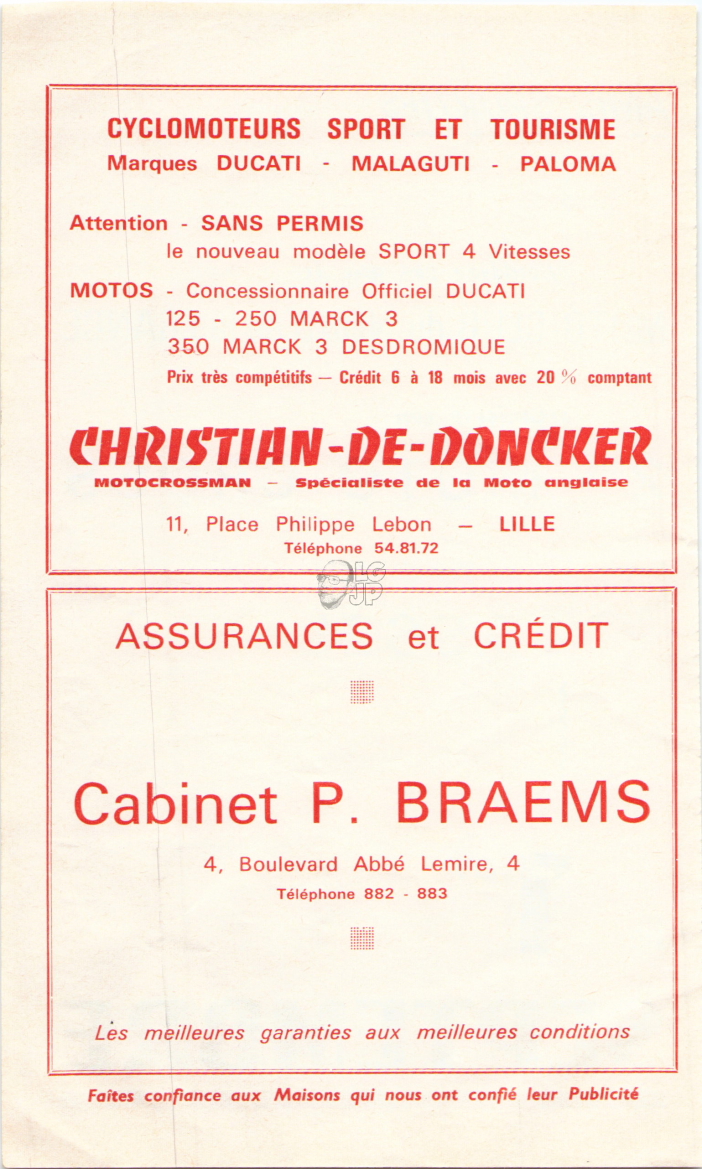 CYCLOMOTEURS SPORT ET TOURISME
Marques DUCATI - MALAGUTI - PALOMA
Attention - SANS PERMIS
le nouveau modèle SPORT 4 Vitesses
MOTOS - Concessionnaire Officiel DUCATI
125 - 250 MARCK 3
350 MARCK 3 DESDROMIQUE
Prix très compétitifs — Crédit 6 à 18 mois avec 20 % comptant
CHRISTIAN-DE-DONCKER
MOTOCROSSMAN — Spécialiste de la Moto anglaise
11, Place Philippe Lebon — LILLE
Téléphone 54.81.72
LG
JP
ASSURANCES et CRÉDIT
Cabinet P. BRAEMS
4, Boulevard Abbé Lemire, 4
Téléphone 882 - 883
Les meilleures garanties aux meilleures conditions
Faîtes confiance aux Maisons qui nous ont confié leur Publicité